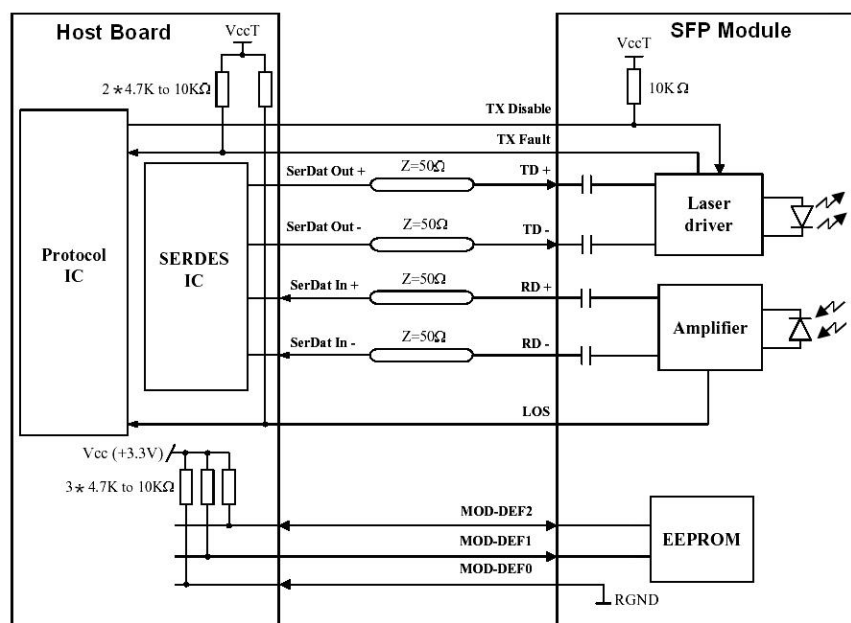 Host Board
SFP Module
VccT
VccT
2*4.7K to 10KΩ
10KΩ
TX Disable
TX Fault
SerDat Out +
Z=50Ω
TD +
Laser
driver
SerDat Out -
Z=50Ω
TD -
Protocol
IC
SERDES
IC
SerDat In +
Z=50Ω
RD +
Amplifier
SerDat In -
Z=50Ω
RD -
LOS
Vcc (+3.3V)
3*4.7K to 10KΩ
MOD-DEF2
EEPROM
MOD-DEF1
MOD-DEF0
RGND